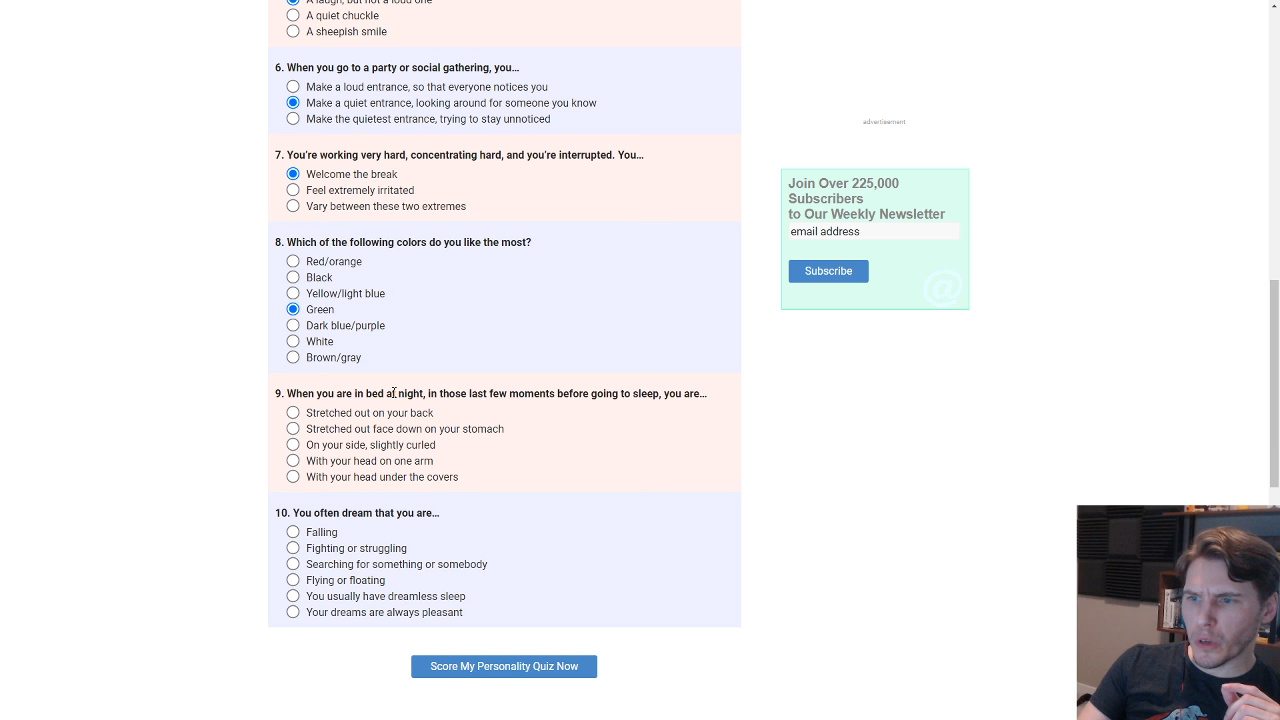 A laugh, but not a loud one
A quiet chuckle
A sheepish smile
6. When you go to a party or social gathering, you...
Make a loud entrance, so that everyone notices you
Make a quiet entrance, looking around for someone you know
Make the quietest entrance, trying to stay unnoticed
7. You're working very hard, concentrating hard, and you're interrupted. You...
Welcome the break
Feel extremely irritated
Vary between these two extremes
8. Which of the following colors do you like the most?
Red/orange
Black
Yellow/light blue
Green
Dark blue/purple
White
Brown/gray
9. When you are in bed at night, in those last few moments before going to sleep, you are...
Stretched out on your back
Stretched out face down on your stomach
On your side, slightly curled
With your head on one arm
With your head under the covers
10. You often dream that you are...
Falling
Fighting or struggling
Searching for something or somebody
Flying or floating
You usually have dreamless sleep
Your dreams are always pleasant
Score My Personality Quiz Now
advertisement
Join Over 225,000
Subscribers
to Our Weekly Newsletter
email address
Subscribe
@